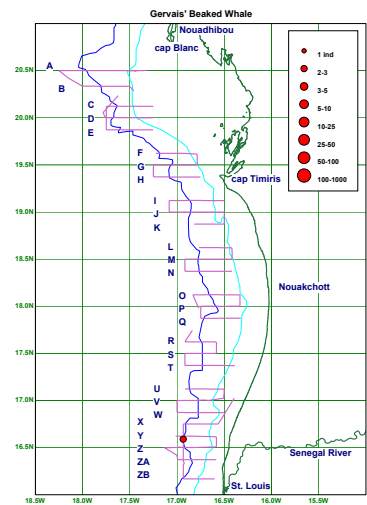 Gervais' Beaked Whale
Nouadhibou
cap Blanc
1 ind
2-3
3-5
5-10
10-25
25-50
50-100
100-1000
20.5N
20.0N
19.5N
19.0N
18.5N
18.0N
17.5N
17.0N
16.5N
A
B
C
D
E
F
G
H
I
J
K
L
M
N
O
P
Q
R
S
T
U
V
W
X
Y
Z
ZA
ZB
cap Timiris
Nouakchott
Senegal River
St. Louis
18.5W
18.0W
17.5W
17.0W
16.5W
16.0W
15.5W